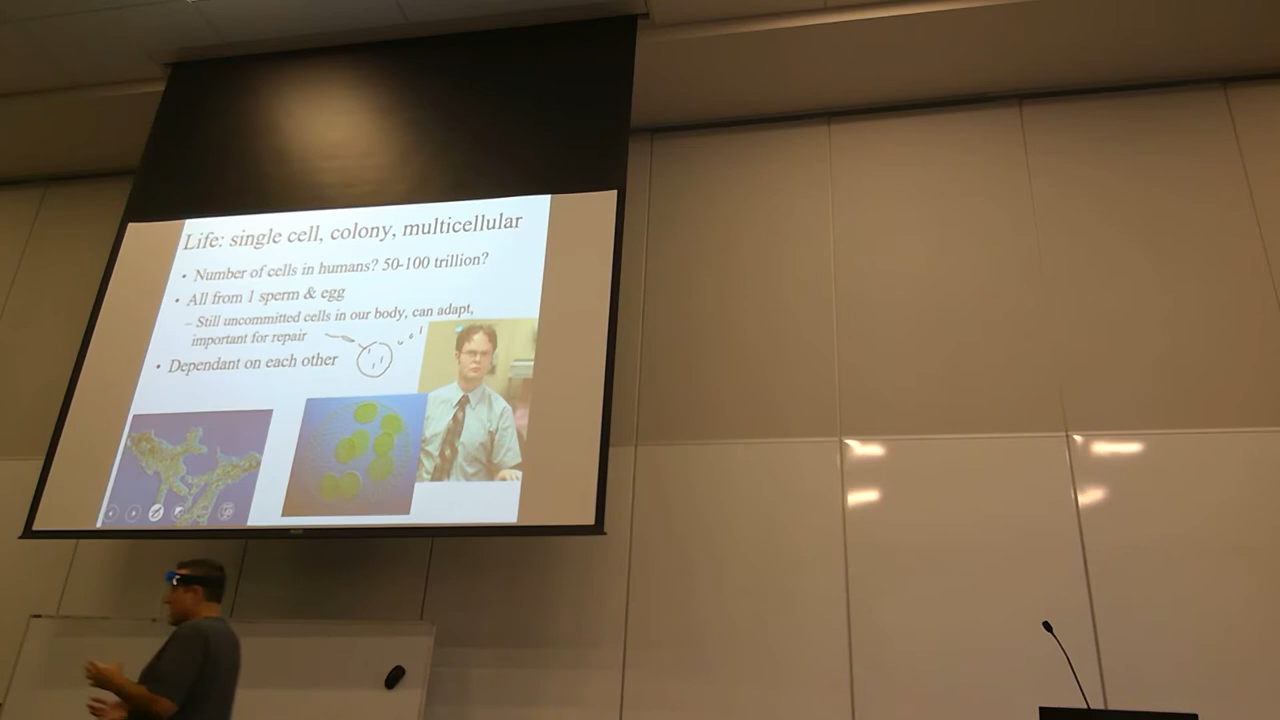 Life: single cell, colony, multicellular
• Number of cells in humans? 50-100 trillion?
• All from 1 sperm & egg
– Still uncommitted cells in our body, can adapt,
important for repair
• Dependant on each other